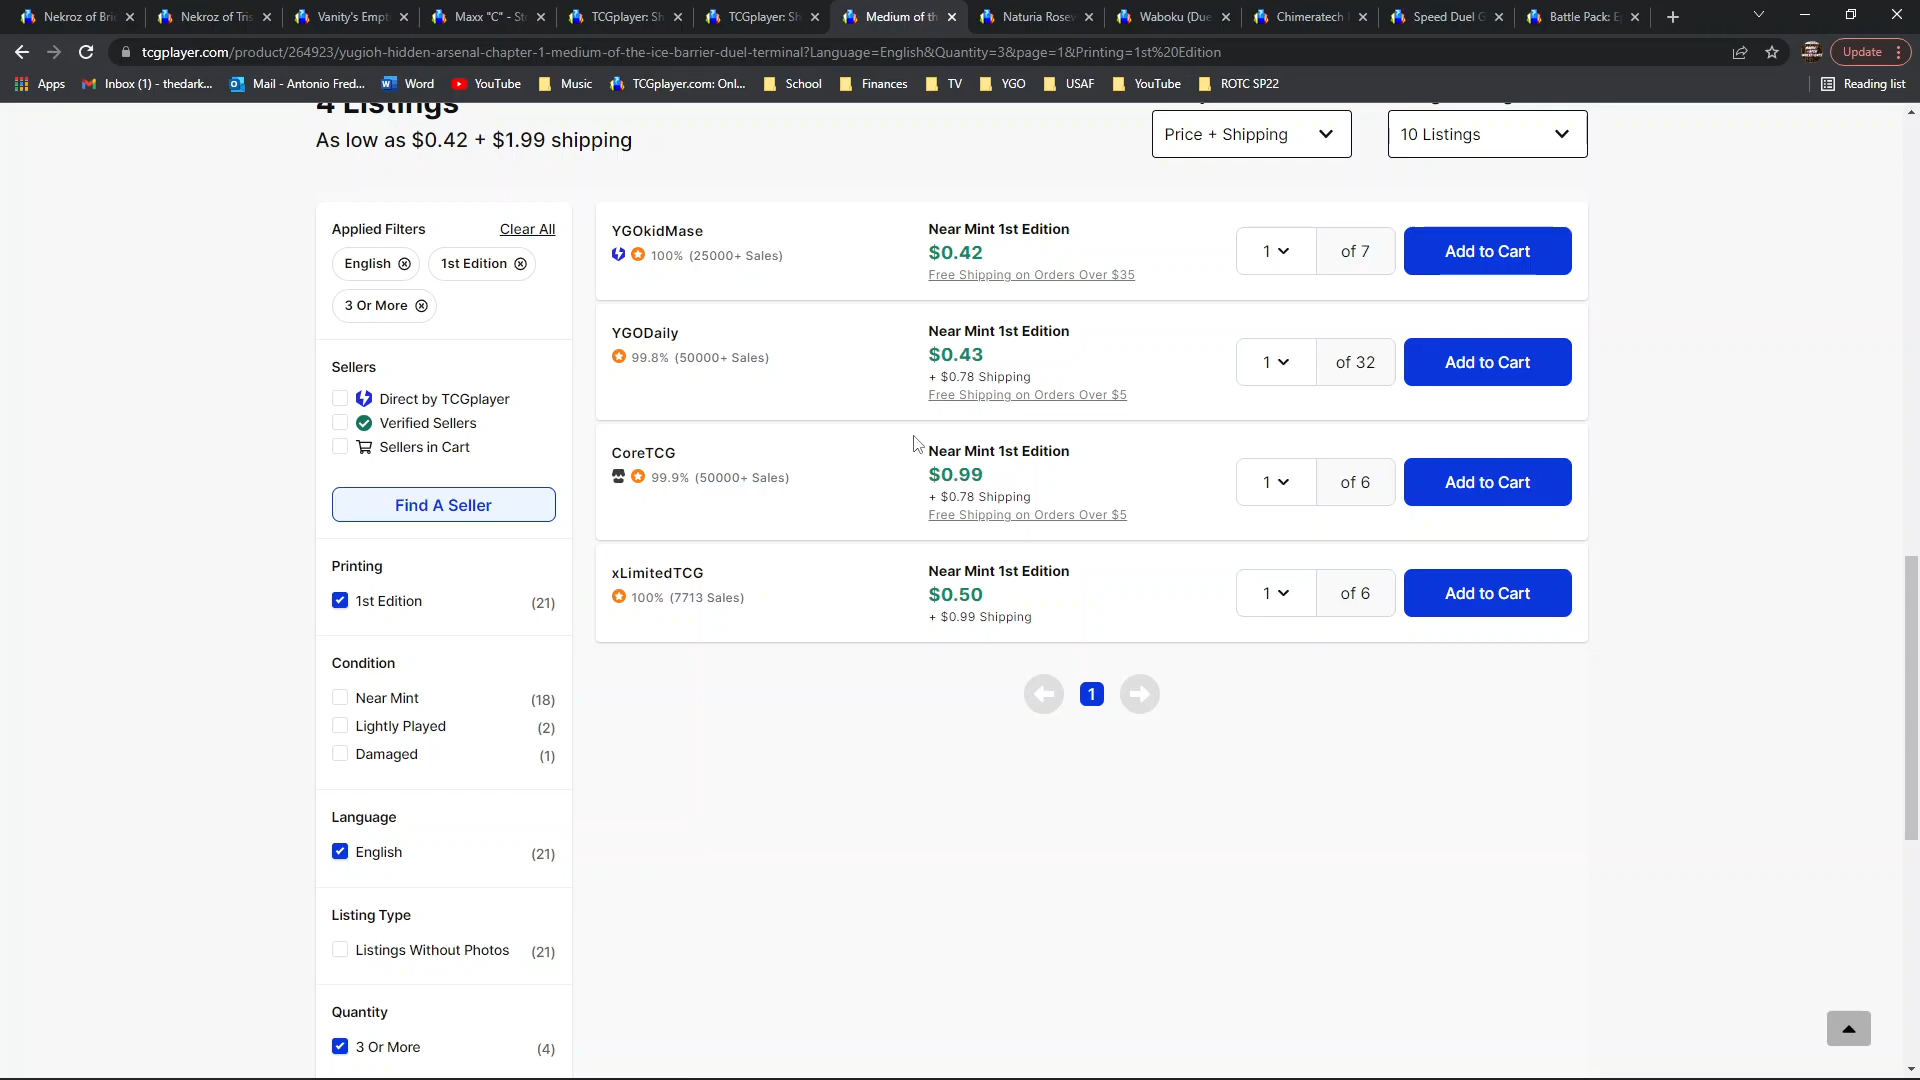 Nekroz of Bri
Nekroz of Tris
Vanity's Empt
Maxx "C" - St
TCGplayer: Sh
TCGplayer: Sh
Medium of th
Naturia Rosew
Waboku (Due
Chimeratech
Speed Duel G
Battle Pack: E
tcgplayer.com/product/264923/yugioh-hidden-arsenal-chapter-1-medium-of-the-ice-barrier-duel-terminal?Language=English&Quantity=3&page=1&Printing=1st%20Edition
Update
Apps
Inbox (1) - thedark...
Mail - Antonio Fred...
Word
YouTube
Music
TCGplayer.com: Onl...
School
Finances
TV
YGO
USAF
YouTube
ROTC SP22
Reading list
4 Listings
As low as $0.42 + $1.99 shipping
Price + Shipping
10 Listings
Applied Filters
Clear All
English
1st Edition
3 Or More
Sellers
Direct by TCGplayer
Verified Sellers
Sellers in Cart
Find A Seller
Printing
1st Edition (21)
Condition
Near Mint (18)
Lightly Played (2)
Damaged (1)
Language
English (21)
Listing Type
Listings Without Photos (21)
Quantity
3 Or More (4)
YGOkidMase
100% (25000+ Sales)
Near Mint 1st Edition
$0.42
Free Shipping on Orders Over $35
1 of 7
Add to Cart
YGODaily
99.8% (50000+ Sales)
Near Mint 1st Edition
$0.43
+ $0.78 Shipping
Free Shipping on Orders Over $5
1 of 32
Add to Cart
CoreTCG
99.9% (50000+ Sales)
Near Mint 1st Edition
$0.99
+ $0.78 Shipping
Free Shipping on Orders Over $5
1 of 6
Add to Cart
xLimitedTCG
100% (7713 Sales)
Near Mint 1st Edition
$0.50
+ $0.99 Shipping
1 of 6
Add to Cart
1